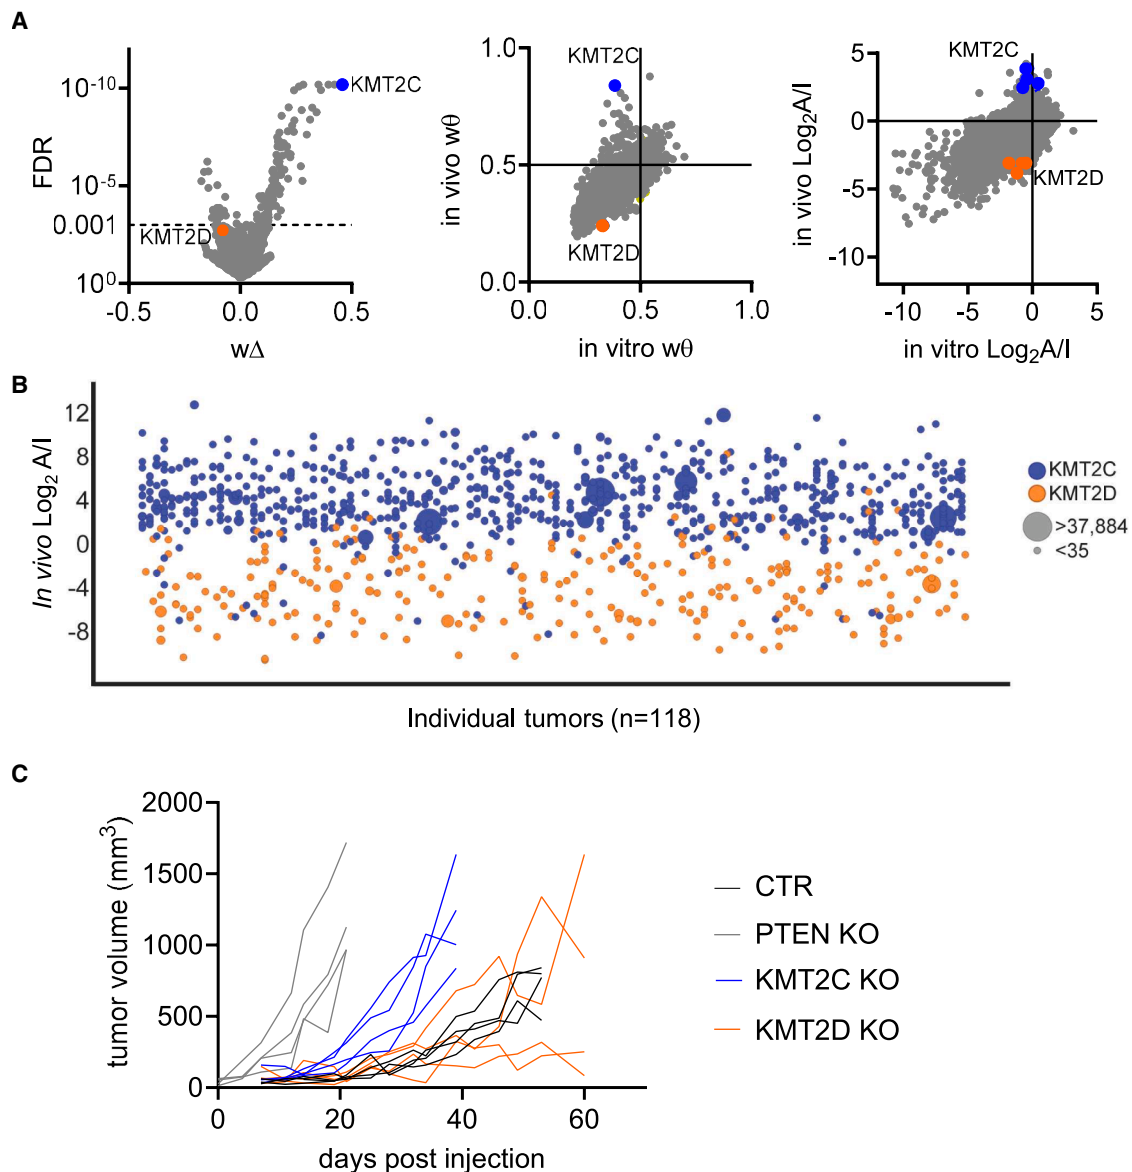 A
FDR
10⁻¹⁰
10⁻⁵
0.001
10⁰
KMT2C
KMT2D
-0.5
0.0
0.5
wΔ
in vivo wθ
1.0
0.5
0.0
KMT2C
KMT2D
0.0
0.5
1.0
in vitro wθ
in vivo Log₂A/I
5
0
-5
-10
KMT2C
KMT2D
-10
-5
0
5
in vitro Log₂A/I
B
In vivo Log₂ A/I
12
8
4
0
-4
-8
Individual tumors (n=118)
KMT2C
KMT2D
>37,884
<35
C
tumor volume (mm³)
2000
1500
1000
500
0
0
20
40
60
days post injection
CTR
PTEN KO
KMT2C KO
KMT2D KO